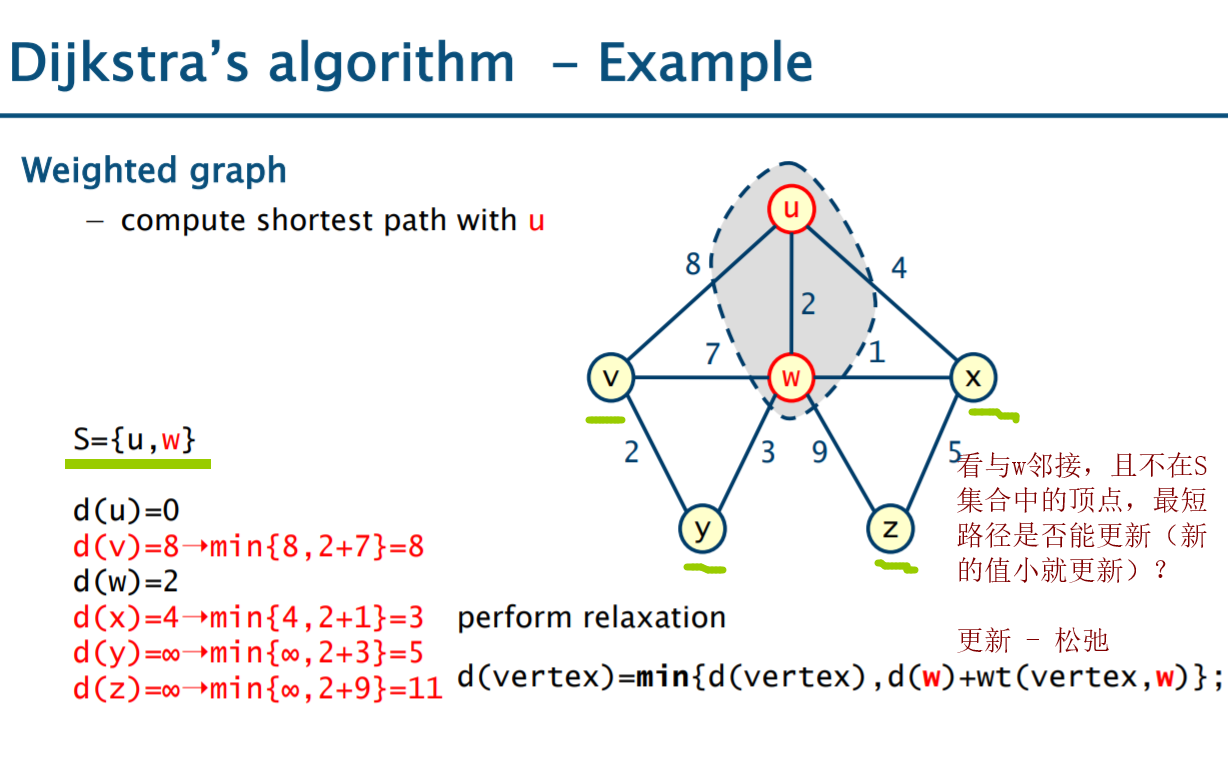 Dijkstra's algorithm – Example
Weighted graph
– compute shortest path with u
u
8
4
2
7
1
v
w
x
S={u,w}
2
3
9
5
看与w邻接，且不在S
集合中的顶点，最短
路径是否能更新（新
的值小就更新）？
y
z
d(u)=0
d(v)=8→min{8,2+7}=8
d(w)=2
d(x)=4→min{4,2+1}=3
perform relaxation
更新 - 松弛
d(y)=∞→min{∞,2+3}=5
d(z)=∞→min{∞,2+9}=11
d(vertex)=min{d(vertex),d(w)+wt(vertex,w)};